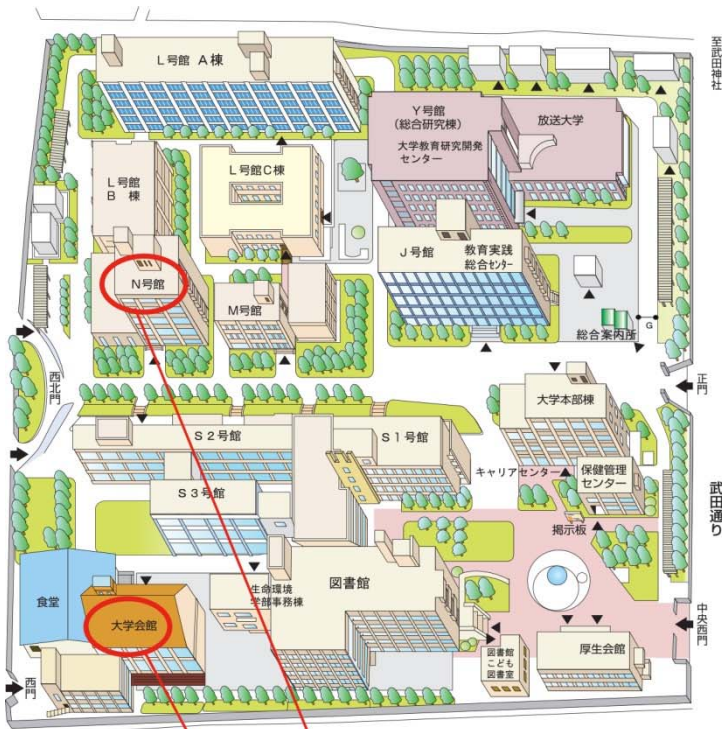 L号館 A棟
至武田神社
Y号館
(総合研究棟)
大学教育研究開発
センター
放送大学
L号館
B 棟
L号館C棟
J号館
教育実践
総合センター
N号館
M号館
総合案内所
G
西北門
正門
大学本部棟
S2号館
S1号館
キャリアセンター
保健管理
センター
S3号館
掲示板
武田通り
食堂
大学会館
生命環境
学部事務棟
図書館
中央西門
図書館
こども
図書室
厚生会館
西門